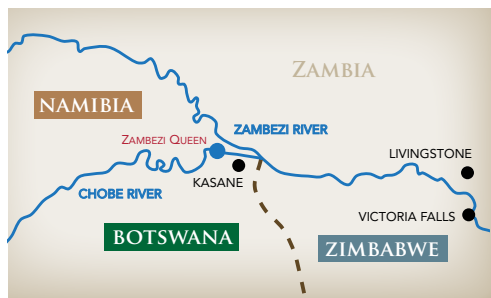 ZAMBIA
NAMIBIA
ZAMBEZI RIVER
ZAMBEZI QUEEN
LIVINGSTONE
KASANE
CHOBE RIVER
VICTORIA FALLS
BOTSWANA
ZIMBABWE